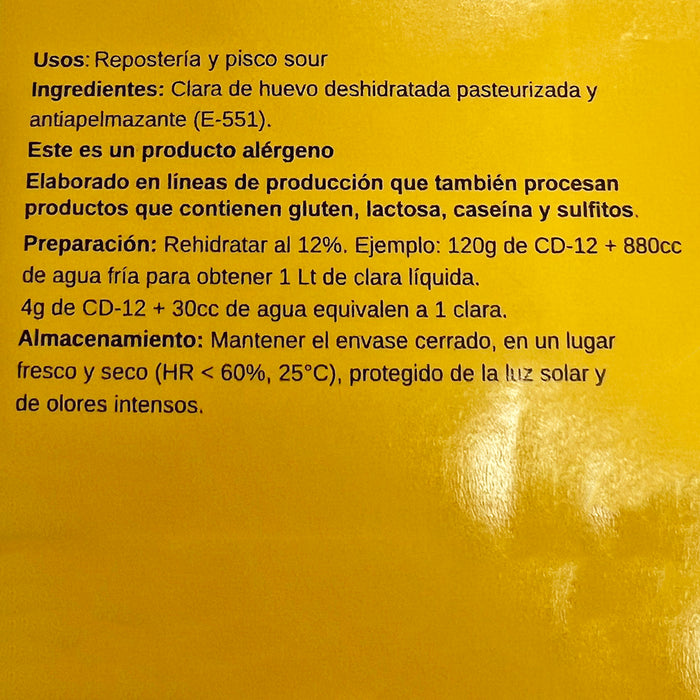 Usos: Repostería y pisco sour
Ingredientes: Clara de huevo deshidratada pasteurizada y
antiapelmazante (E-551).
Este es un producto alérgeno
Elaborado en líneas de producción que también procesan
productos que contienen gluten, lactosa, caseína y sulfitos.
Preparación: Rehidratar al 12%. Ejemplo: 120g de CD-12 + 880cc
de agua fría para obtener 1 Lt de clara líquida.
4g de CD-12 + 30cc de agua equivalen a 1 clara.
Almacenamiento: Mantener el envase cerrado, en un lugar
fresco y seco (HR < 60%, 25°C), protegido de la luz solar y
de olores intensos.